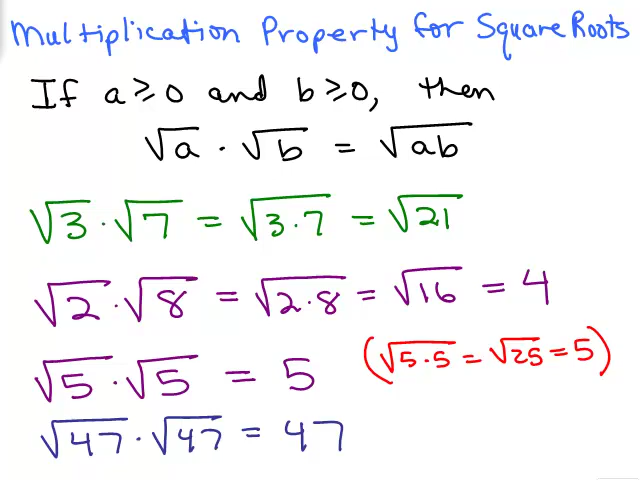 Multiplication Property for Square Roots
If a ≥ 0 and b ≥ 0, then
√a · √b = √ab
√3 · √7 = √3·7 = √21
√2 · √8 = √2·8 = √16 = 4
√5 · √5 = 5 (√5·5 = √25 = 5)
√47 · √47 = 47